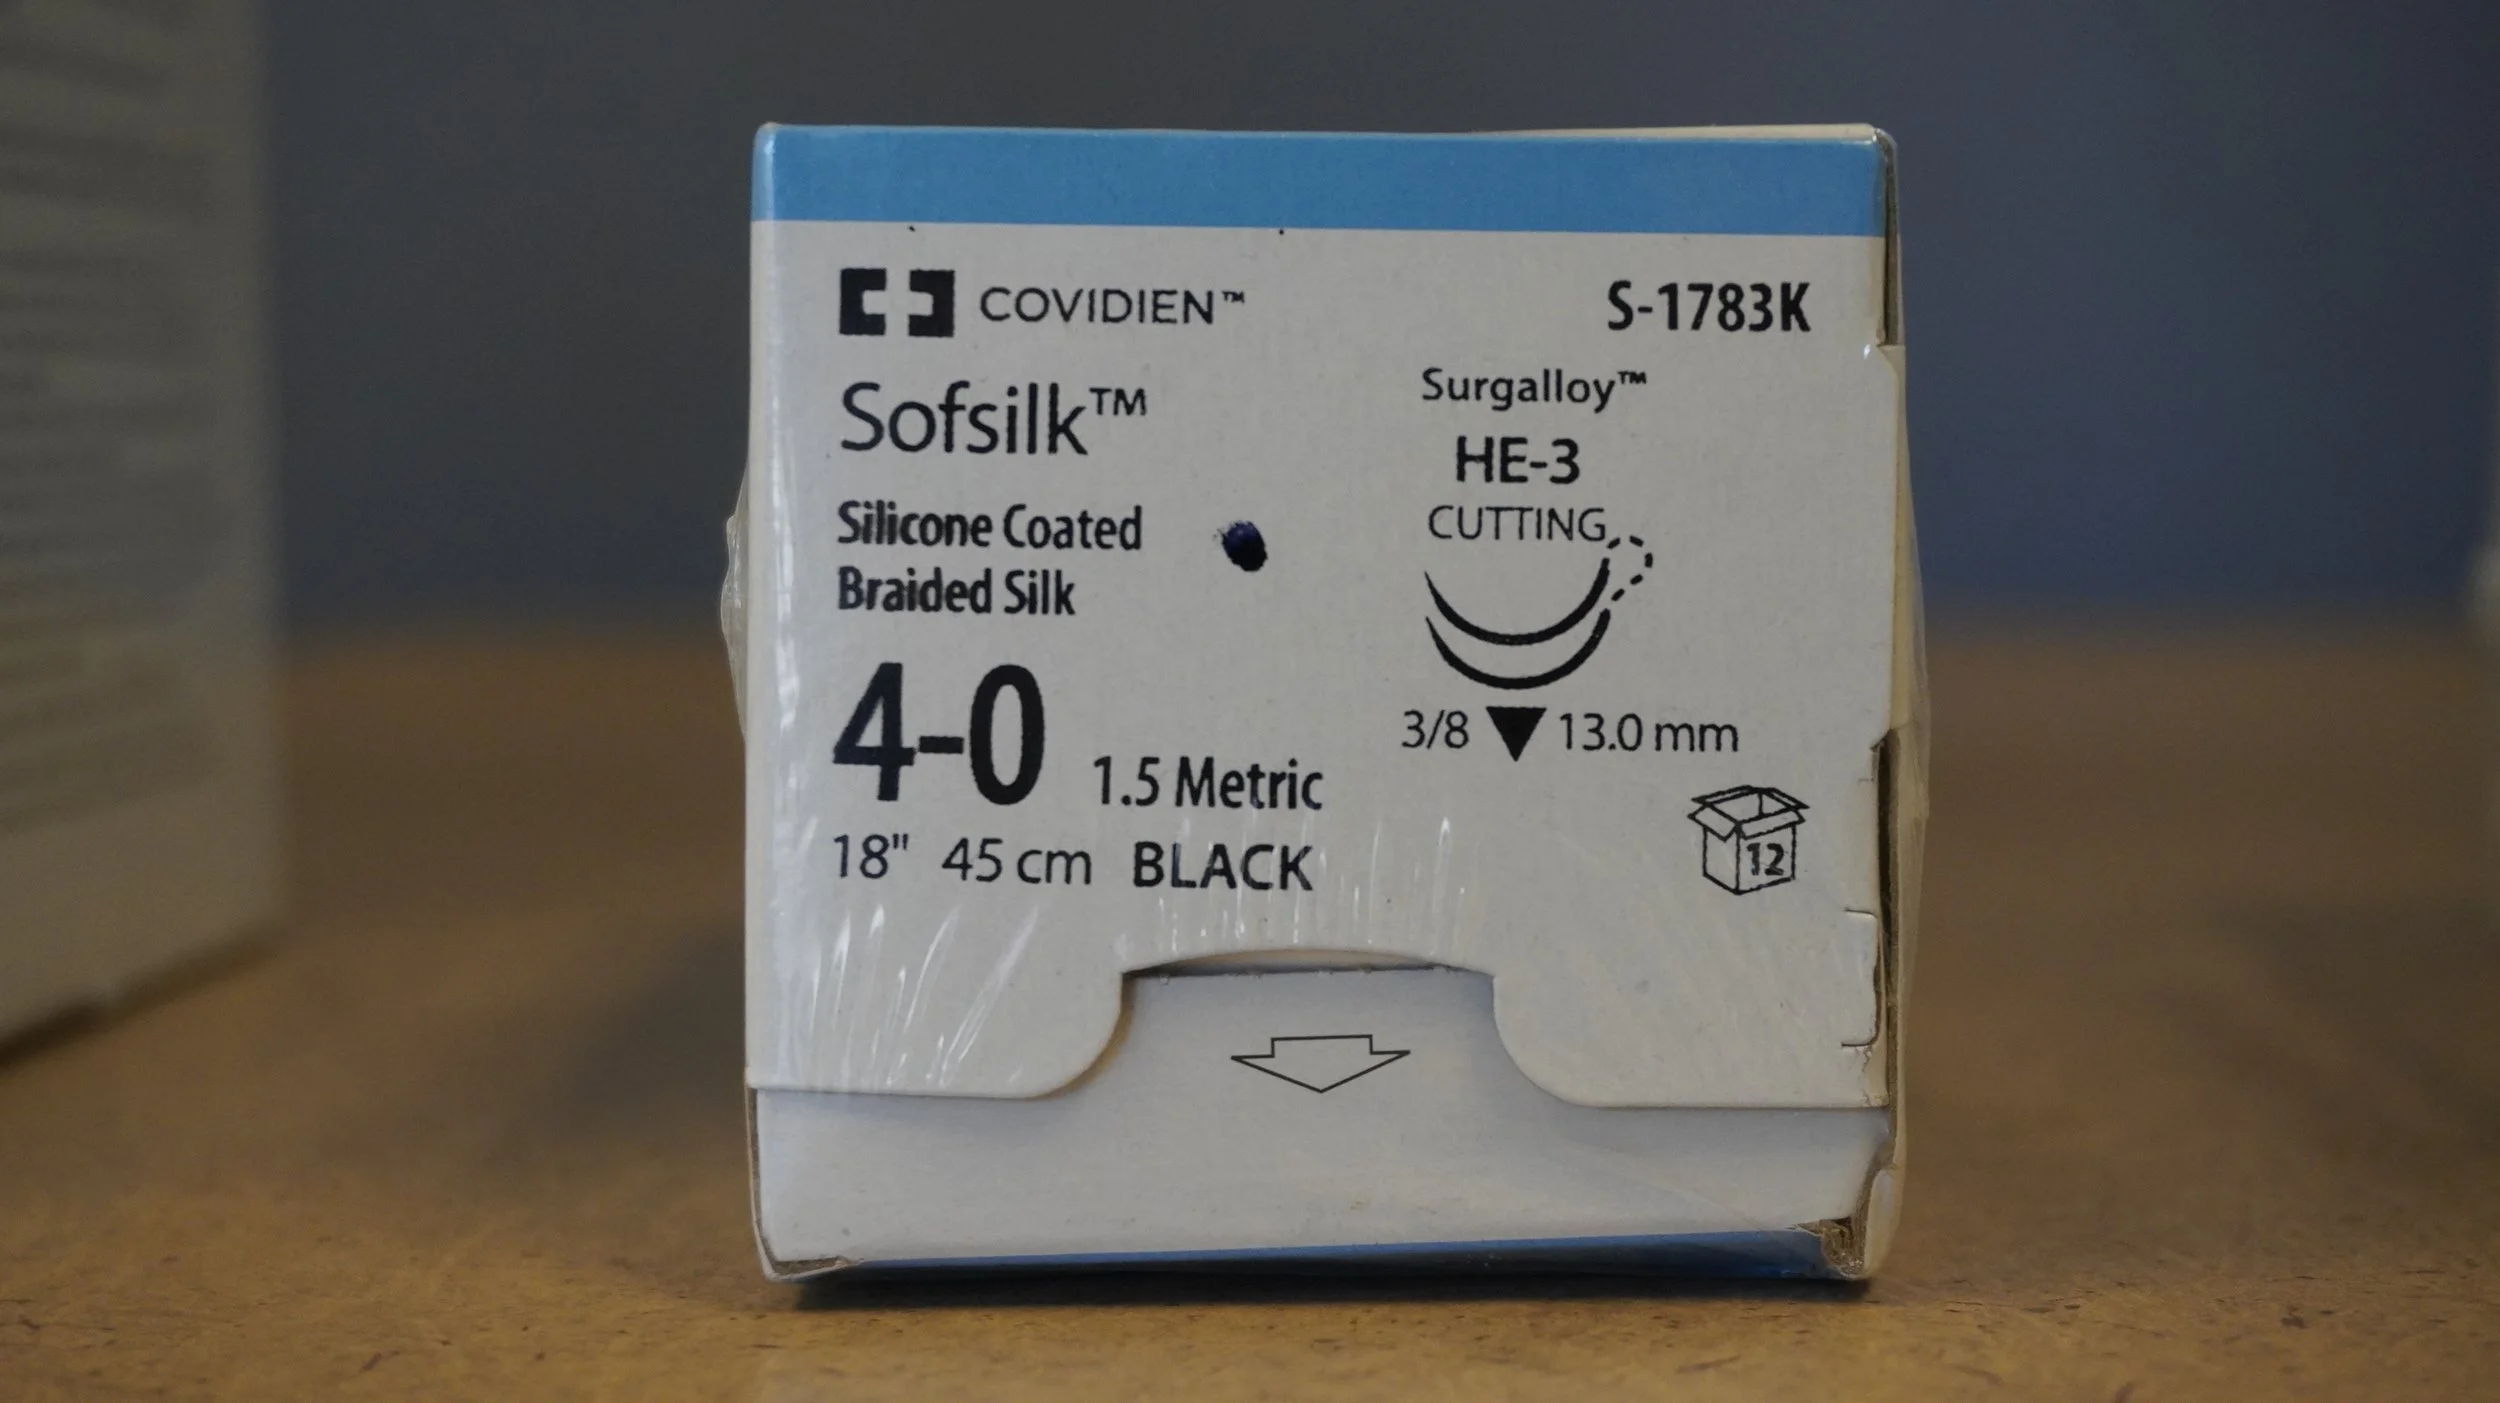 COVIDIEN™
S-1783K
Sofsilk™
Silicone Coated
Braided Silk
4-0 1.5 Metric
18" 45 cm BLACK
Surgalloy™
HE-3
CUTTING
3/8 13.0 mm
12